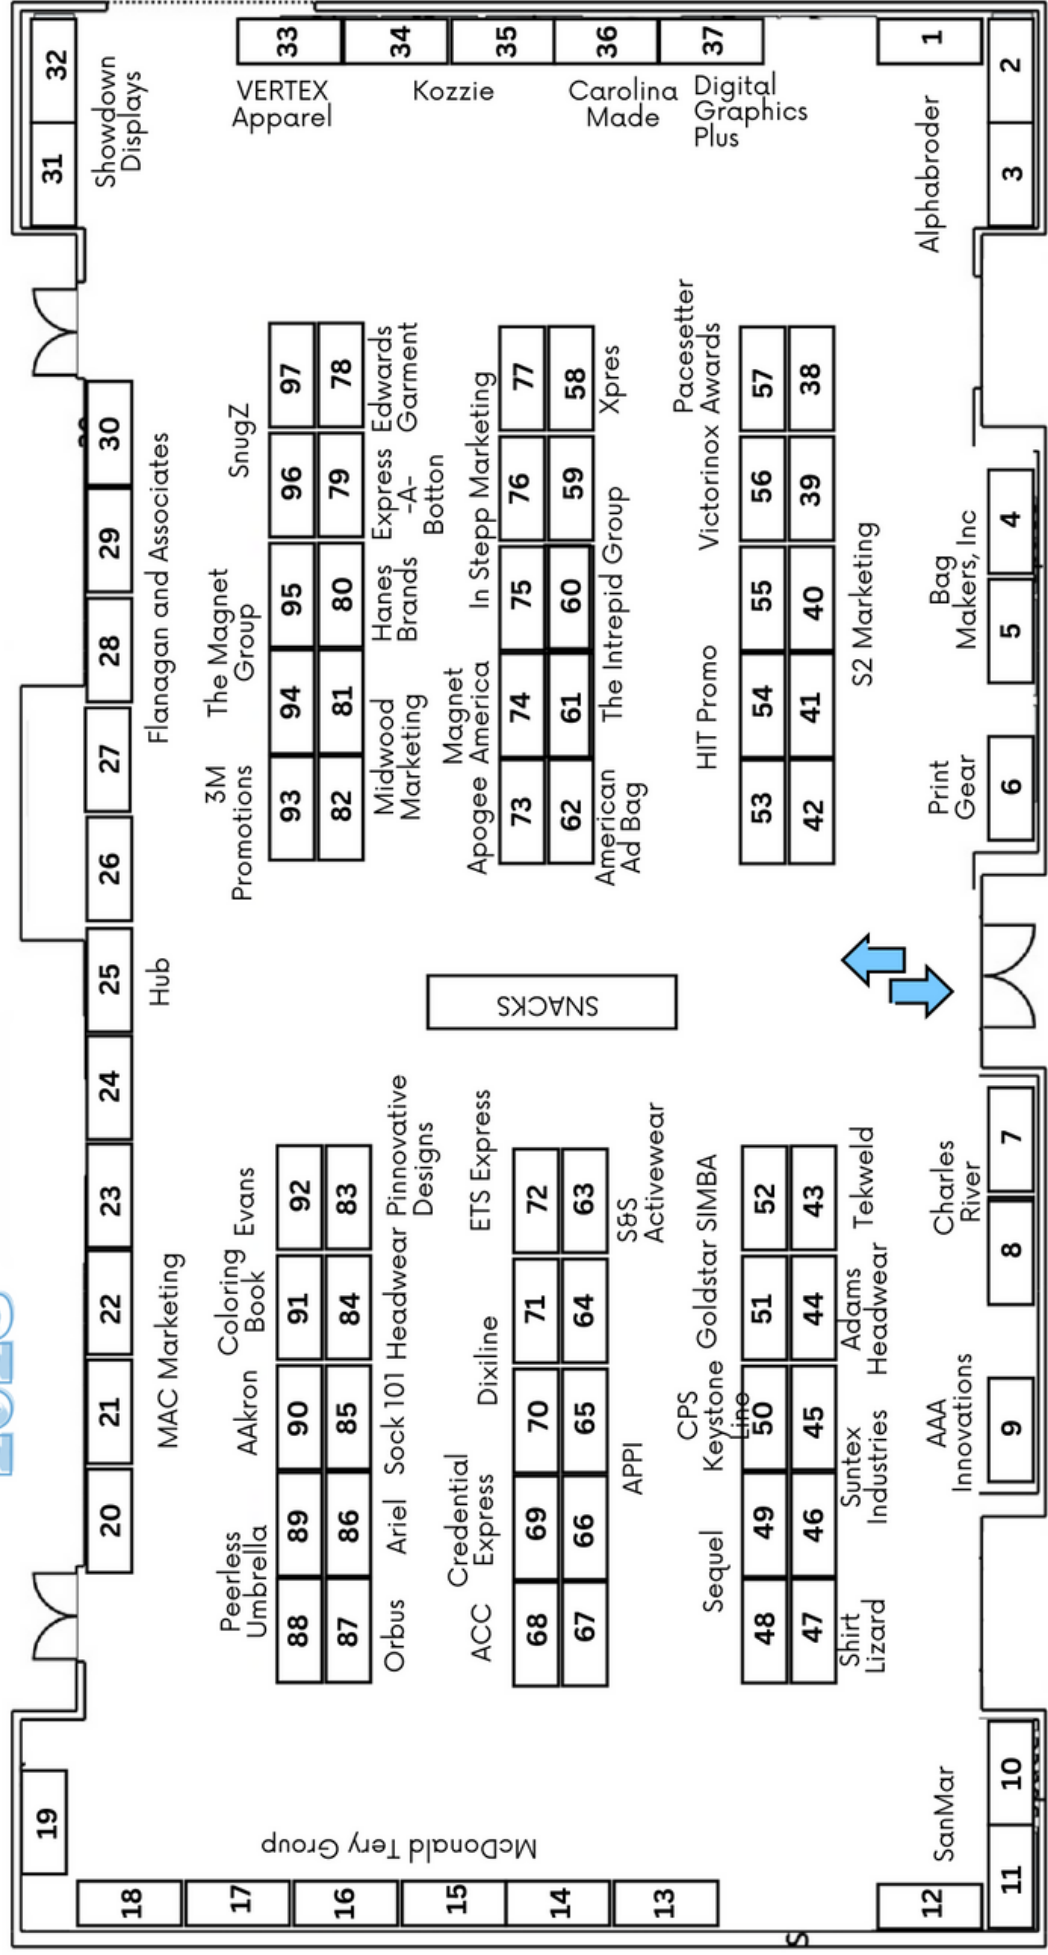 32
31
Showdown
Displays
33
34
35
36
37
VERTEX
Apparel
Kozzie
Carolina
Made
Digital
Graphics
Plus
1
2
3
Alphabroder
30
29
28
27
26
25
24
23
22
21
20
Flanagan and Associates
Hub
MAC Marketing
SnugZ
The Magnet
Group
3M
Promotions
97
96
95
94
93
78
79
80
81
82
Edwards
Garment
Express
-A-
Botton
Hanes
Brands
Midwood
Marketing
In Stepp Marketing
Magnet
America
Apogee
77
76
75
74
73
58
59
60
61
62
Xpres
The Intrepid Group
American
Ad Bag
Pacesetter
Awards
Victorinox
HIT Promo
57
56
55
54
53
38
39
40
41
42
S2 Marketing
4
5
6
Bag
Makers, Inc
Print
Gear
SNACKS
Evans
Coloring
Book
AAkron
Peerless
Umbrella
92
91
90
89
88
83
84
85
86
87
Pinnovative
Designs
Headwear
Sock 101
Ariel
Orbus
ETS Express
Dixiline
Credential
Express
ACC
72
71
70
69
68
63
64
65
66
67
S&S
Activewear
APPI
SIMBA
Goldstar
CPS
Keystone
Line
Sequel
52
51
50
49
48
43
44
45
46
47
Tekweld
Adams
Headwear
Suntex
Industries
Shirt
Lizard
7
8
9
Charles
River
AAA
Innovations
19
18
17
16
15
14
13
McDonald Tery Group
12
11
10
SanMar
S